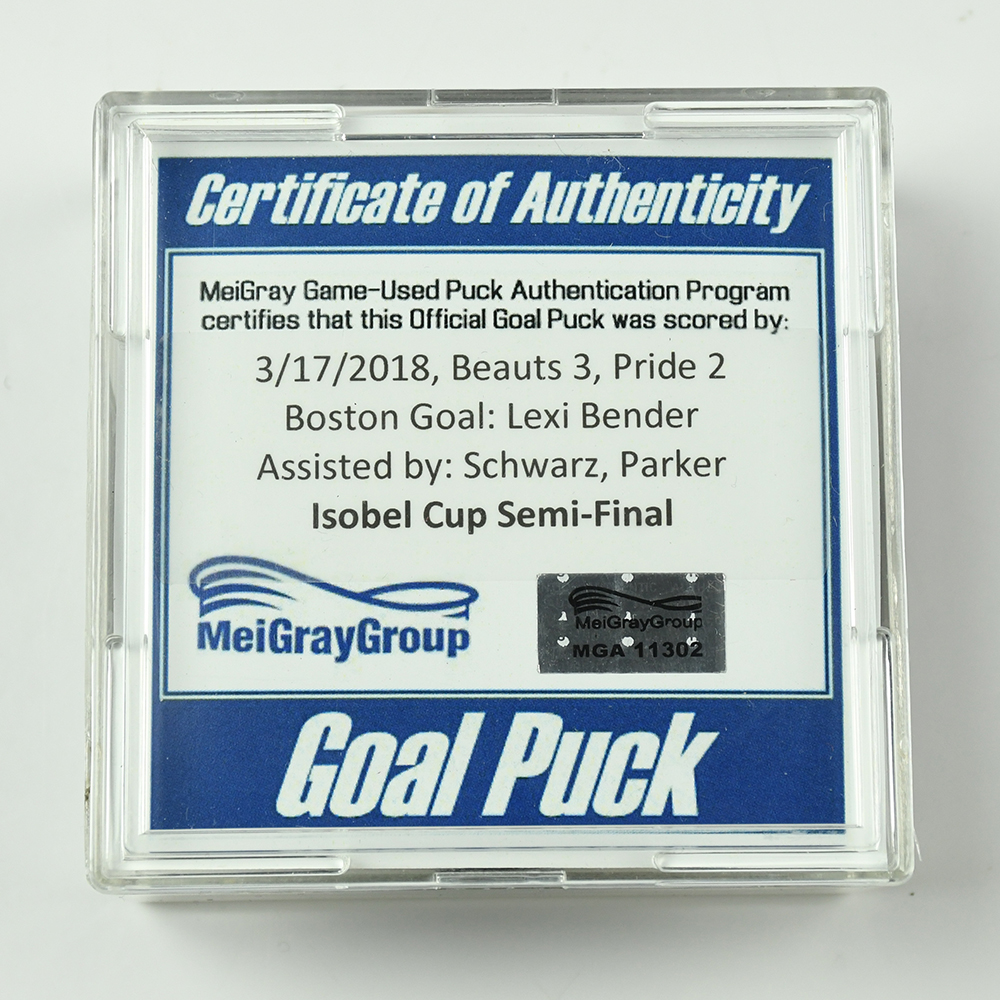 Certificate of Authenticity
MeiGray Game-Used Puck Authentication Program
certifies that this Official Goal Puck was scored by:
3/17/2018, Beauts 3, Pride 2
Boston Goal: Lexi Bender
Assisted by: Schwarz, Parker
Isobel Cup Semi-Final
MeiGrayGroup
MeiGrayGroup
MGA 11302
Goal Puck